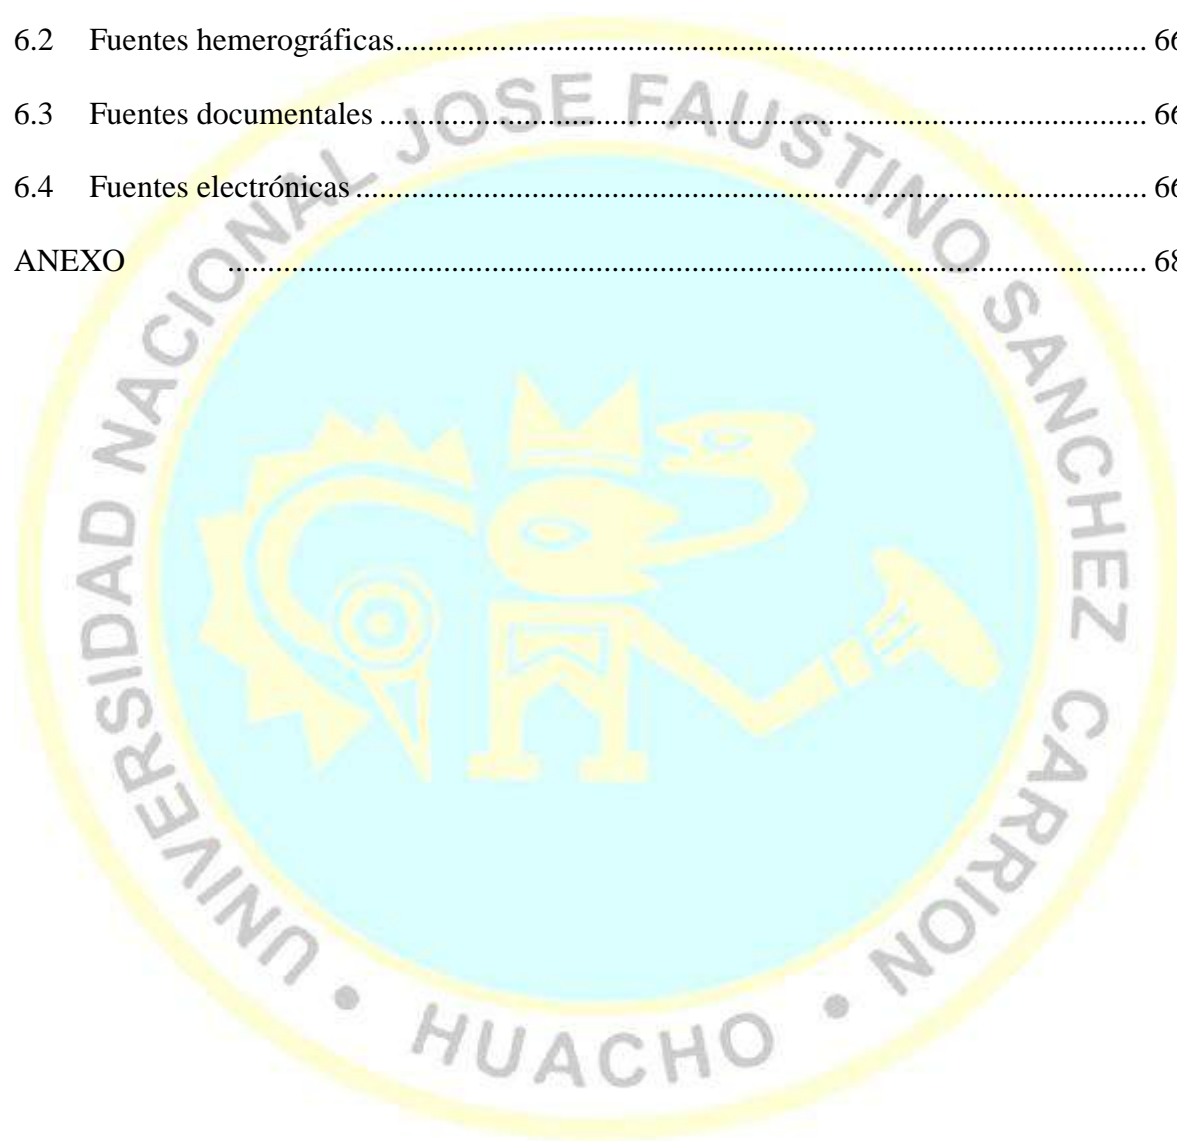 6.2 Fuentes hemerográficas.......................................................................................... 66
6.3 Fuentes documentales ............................................................................................ 66
6.4 Fuentes electrónicas ............................................................................................... 66
ANEXO .............................................................................................................. 68
UNIVERSIDAD NACIONAL JOSE FAUSTINO SANCHEZ CARRION
• HUACHO •